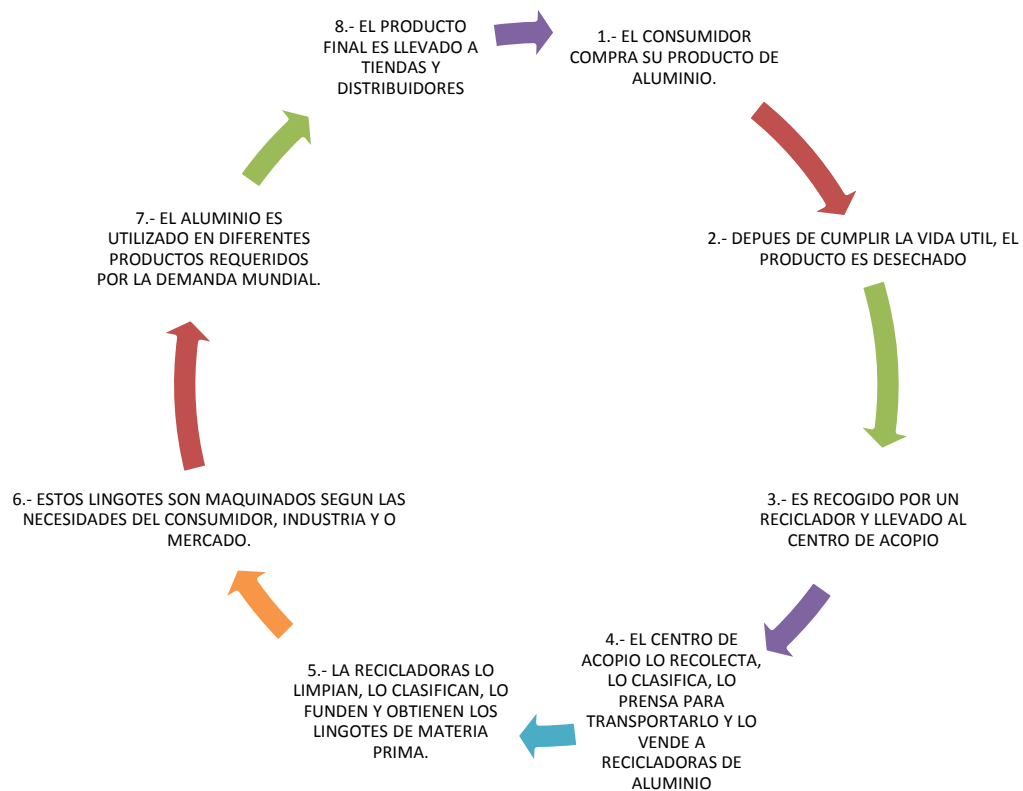 1.- EL CONSUMIDOR
COMPRA SU PRODUCTO DE
ALUMINIO.
2.- DEPUES DE CUMPLIR LA VIDA UTIL, EL
PRODUCTO ES DESECHADO
3.- ES RECOGIDO POR UN
RECICLADOR Y LLEVADO AL
CENTRO DE ACOPIO
4.- EL CENTRO DE
ACOPIO LO RECOLECTA,
LO CLASIFICA, LO
PRENSA PARA
TRANSPORTARLO Y LO
VENDE A
RECICLADORAS DE
ALUMINIO
5.- LA RECICLADORAS LO
LIMPIAN, LO CLASIFICAN, LO
FUNDEN Y OBTIENEN LOS
LINGOTES DE MATERIA
PRIMA.
6.- ESTOS LINGOTES SON MAQUINADOS SEGUN LAS
NECESIDADES DEL CONSUMIDOR, INDUSTRIA Y O
MERCADO.
7.- EL ALUMINIO ES
UTILIZADO EN DIFERENTES
PRODUCTOS REQUERIDOS
POR LA DEMANDA MUNDIAL.
8.- EL PRODUCTO
FINAL ES LLEVADO A
TIENDAS Y
DISTRIBUIDORES